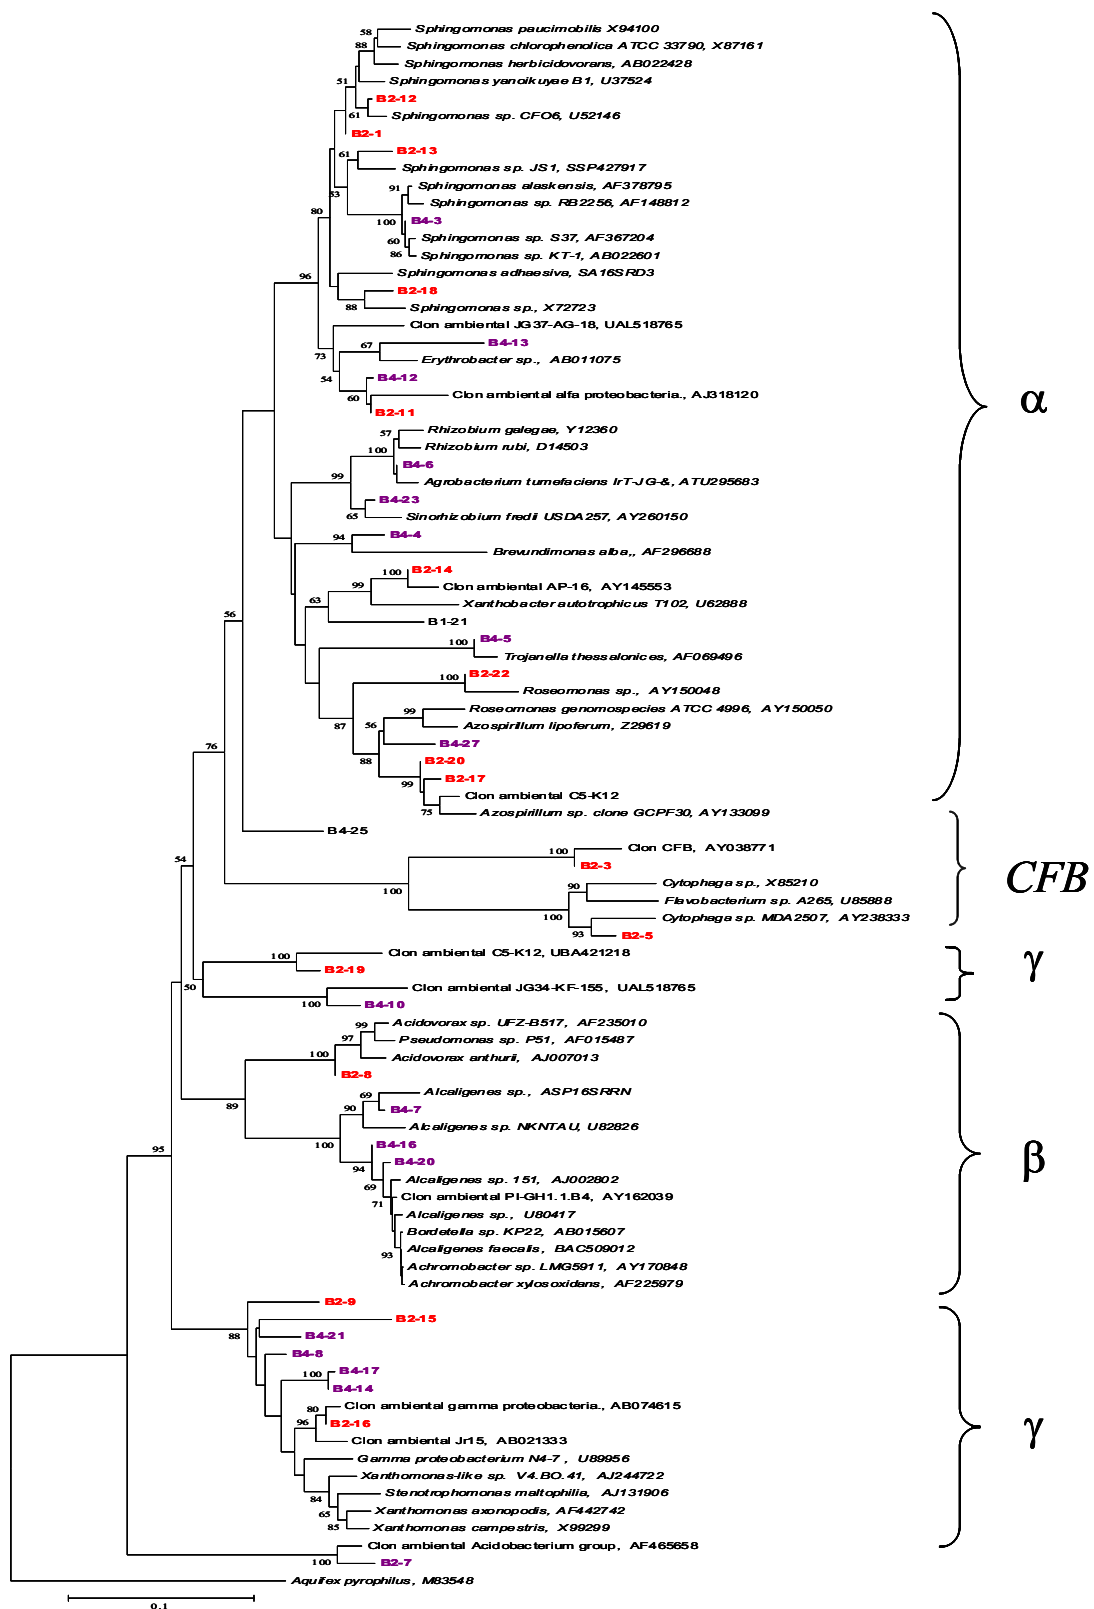 58
Sphingomonas paucimobilis X94100
88
Sphingomonas chlorophenolica ATCC 33790, X87161
Sphingomonas herbicidovorans, AB022428
51
Sphingomonas yanoikuyae B1, U37524
B2-12
61
Sphingomonas sp. CFO6, U52146
B2-1
61
B2-13
Sphingomonas sp. JS1, SSP427917
53
91
Sphingomonas alaskensis, AF378795
Sphingomonas sp. RB2256, AF148812
80
100
B4-3
60
Sphingomonas sp. S37, AF367204
86
Sphingomonas sp. KT-1, AB022601
96
Sphingomonas adhaesiva, SA16SRD3
B2-18
88
Sphingomonas sp., X72723
Clon ambiental JG37-AG-18, UAL518765
73
67
B4-13
Erythrobacter sp., AB011075
54
B4-12
60
Clon ambiental alfa proteobacteria., AJ318120
B2-11
α
57
Rhizobium galegae, Y12360
100
Rhizobium rubi, D14503
B4-6
99
Agrobacterium tumefaciens IrT-JG-&, ATU295683
B4-23
65
Sinorhizobium fredii USDA257, AY260150
94
B4-4
Brevundimonas alba,, AF296688
100
B2-14
99
Clon ambiental AP-16, AY145553
63
Xanthobacter autotrophicus T102, U62888
56
B1-21
100
B4-5
Trojanella thessalonices, AF069496
100
B2-22
Roseomonas sp., AY150048
87
56
99
Roseomonas genomospecies ATCC 4996, AY150050
Azospirillum lipoferum, Z29619
76
B4-27
88
B2-20
99
B2-17
Clon ambiental C5-K12
75
Azospirillum sp. clone GCPF30, AY133099
B4-25
54
100
Clon CFB, AY038771
B2-3
100
90
Cytophaga sp., X85210
CFB
Flavobacterium sp. A265, U85888
100
Cytophaga sp. MDA2507, AY238333
93
B2-5
100
Clon ambiental C5-K12, UBA421218
B2-19
γ
50
Clon ambiental JG34-KF-155, UAL518765
100
B4-10
99
Acidovorax sp. UFZ-B517, AF235010
97
Pseudomonas sp. P51, AF015487
100
Acidovorax anthurii, AJ007013
B2-8
89
69
Alcaligenes sp., ASP16SRRN
90
B4-7
Alcaligenes sp. NKNTAU, U82826
100
B4-16
95
94
B4-20
β
69
Alcaligenes sp. 151, AJ002802
71
Clon ambiental PI-GH1.1.B4, AY162039
Alcaligenes sp., U80417
Bordetella sp. KP22, AB015607
93
Alcaligenes faecalis, BAC509012
Achromobacter sp. LMG5911, AY170848
Achromobacter xylosoxidans, AF225979
B2-9
88
B2-15
B4-21
B4-8
100
B4-17
B4-14
80
Clon ambiental gamma proteobacteria., AB074615
96
B2-16
γ
Clon ambiental Jr15, AB021333
Gamma proteobacterium N4-7 , U89956
Xanthomonas-like sp. V4.BO.41, AJ244722
84
Stenotrophomonas maltophilia, AJ131906
65
Xanthomonas axonopodis, AF442742
85
Xanthomonas campestris, X99299
Clon ambiental Acidobacterium group, AF465658
100
B2-7
Aquifex pyrophilus, M83548
0.1